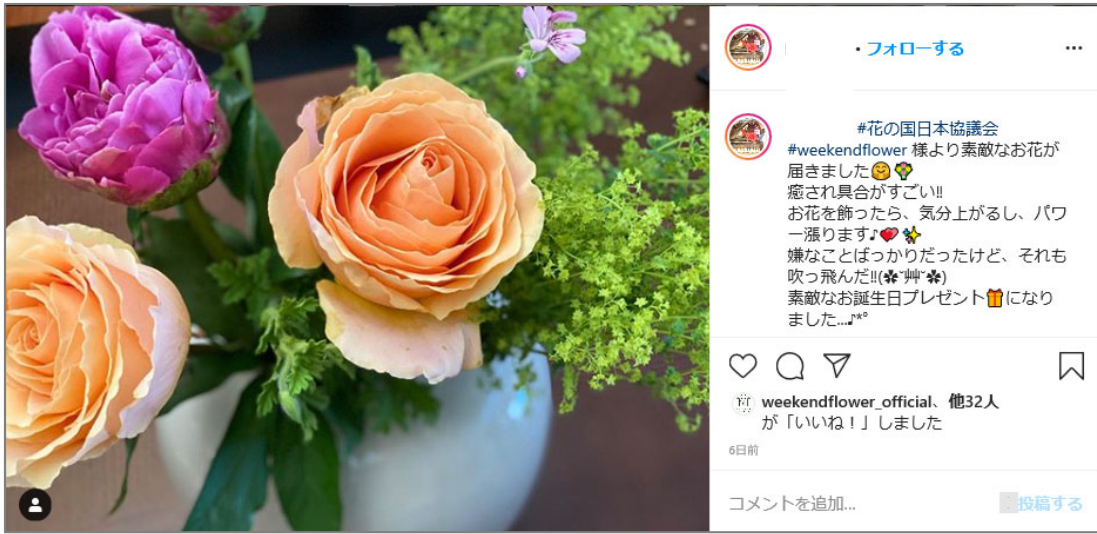 • フォローする
#花の国日本協議会
#weekendflower 様より素敵なお花が
届きました🤗💐
癒され具合がすごい‼
お花を飾ったら、気分上がるし、パワ
ー漲ります♪💓✨
嫌なことばっかりだったけど、それも
吹っ飛んだ‼(✽˘艸˘✽)
素敵なお誕生日プレゼント🎁になり
ました...♪*°
weekendflower_official、他32人
が「いいね！」しました
6日前
コメントを追加...
投稿する